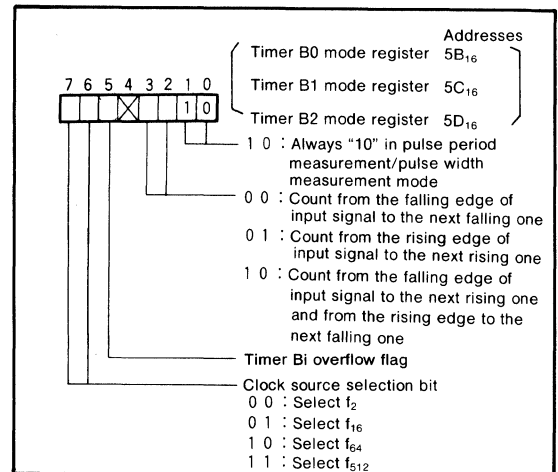 Addresses
Timer B0 mode register 5B₁₆
7 6 5 4 3 2 1 0
Timer B1 mode register 5C₁₆
1 0
Timer B2 mode register 5D₁₆
1 0 : Always “10” in pulse period
measurement/pulse width
measurement mode
0 0 : Count from the falling edge of
input signal to the next falling one
0 1 : Count from the rising edge of
input signal to the next rising one
1 0 : Count from the falling edge of
input signal to the next rising one
and from the rising edge to the
next falling one
Timer Bi overflow flag
Clock source selection bit
0 0 : Select f₂
0 1 : Select f₁₆
1 0 : Select f₆₄
1 1 : Select f₅₁₂